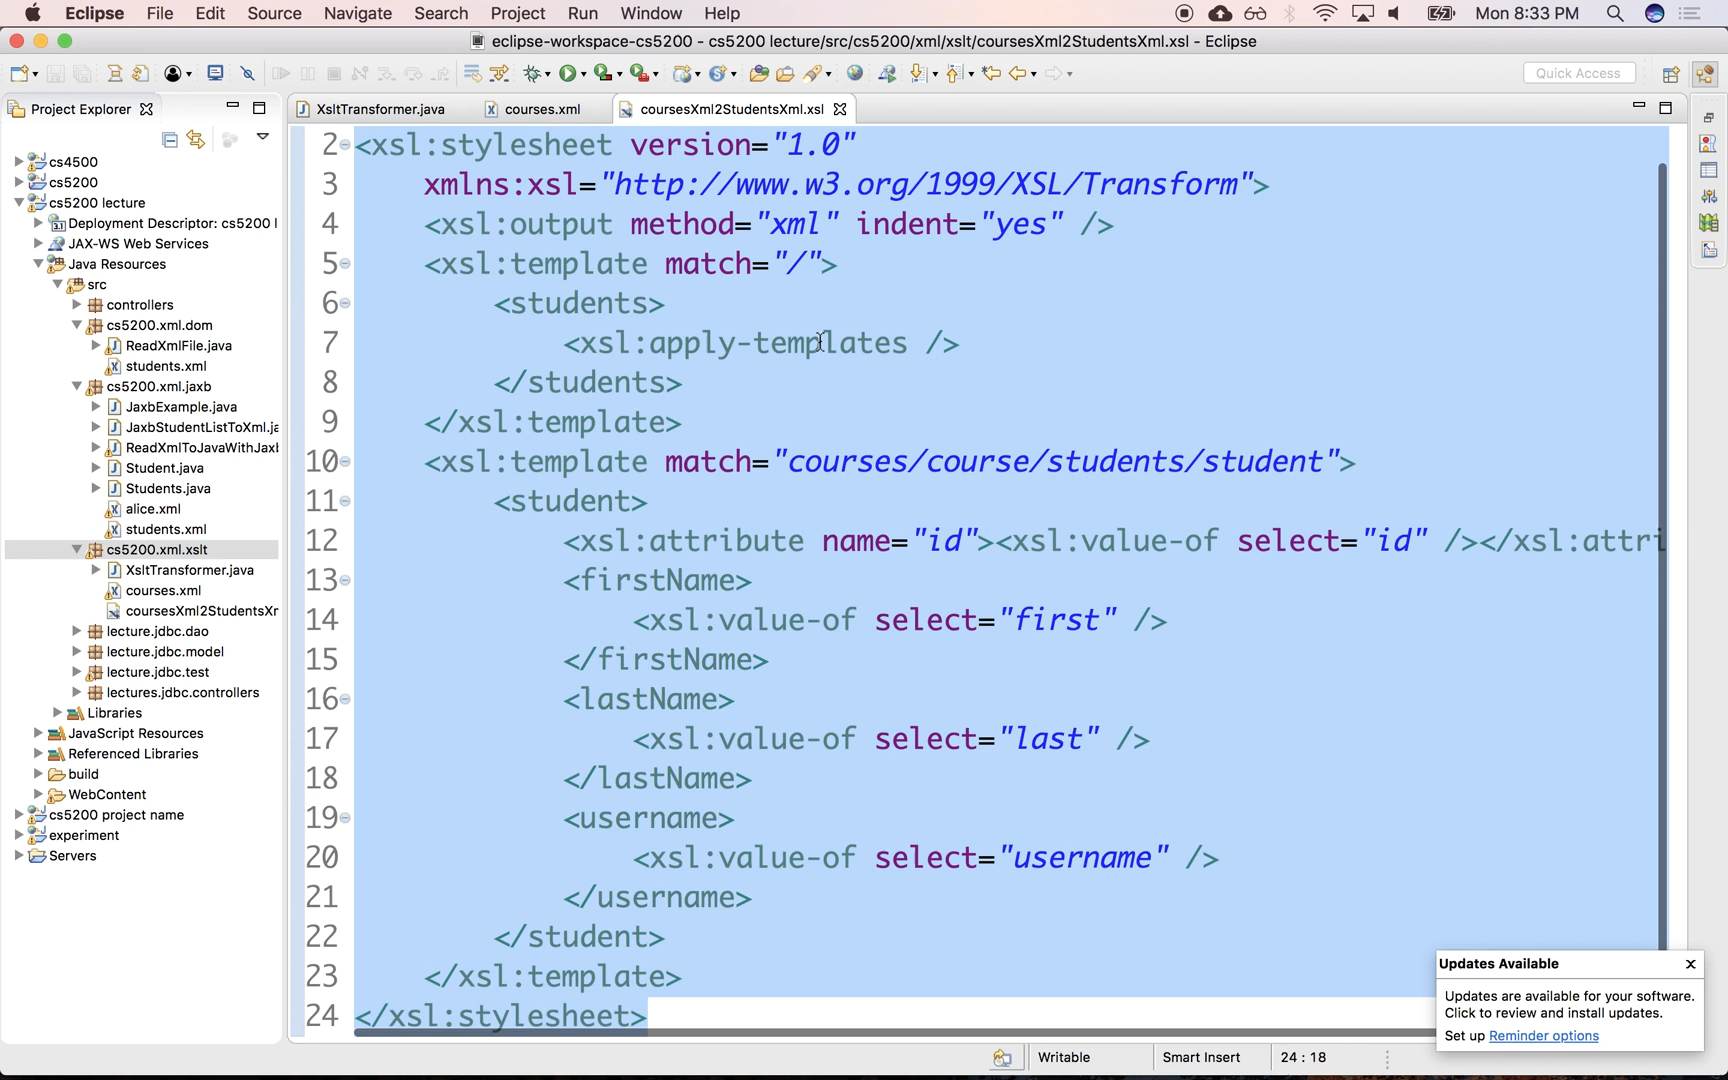 Eclipse File Edit Source Navigate Search Project Run Window Help Mon 8:33 PM
eclipse-workspace-cs5200 - cs5200 lecture/src/cs5200/xml/xslt/coursesXml2StudentsXml.xsl - Eclipse
Quick Access
Project Explorer
XsltTransformer.java courses.xml coursesXml2StudentsXml.xsl
cs4500
cs5200
cs5200 lecture
Deployment Descriptor: cs5200 l
JAX-WS Web Services
Java Resources
src
controllers
cs5200.xml.dom
ReadXmlFile.java
students.xml
cs5200.xml.jaxb
JaxbExample.java
JaxbStudentListToXml.ja
ReadXmlToJavaWithJaxb
Student.java
Students.java
alice.xml
students.xml
cs5200.xml.xslt
XsltTransformer.java
courses.xml
coursesXml2StudentsXr
lecture.jdbc.dao
lecture.jdbc.model
lecture.jdbc.test
lectures.jdbc.controllers
Libraries
JavaScript Resources
Referenced Libraries
build
WebContent
cs5200 project name
experiment
Servers
2 <xsl:stylesheet version="1.0"
3 xmlns:xsl="http://www.w3.org/1999/XSL/Transform">
4 <xsl:output method="xml" indent="yes" />
5 <xsl:template match="/">
6 <students>
7 <xsl:apply-templates />
8 </students>
9 </xsl:template>
10 <xsl:template match="courses/course/students/student">
11 <student>
12 <xsl:attribute name="id"><xsl:value-of select="id" /></xsl:attri
13 <firstName>
14 <xsl:value-of select="first" />
15 </firstName>
16 <lastName>
17 <xsl:value-of select="last" />
18 </lastName>
19 <username>
20 <xsl:value-of select="username" />
21 </username>
22 </student>
23 </xsl:template>
24 </xsl:stylesheet>
Updates Available
Updates are available for your software.
Click to review and install updates.
Set up Reminder options
Writable Smart Insert 24 : 18